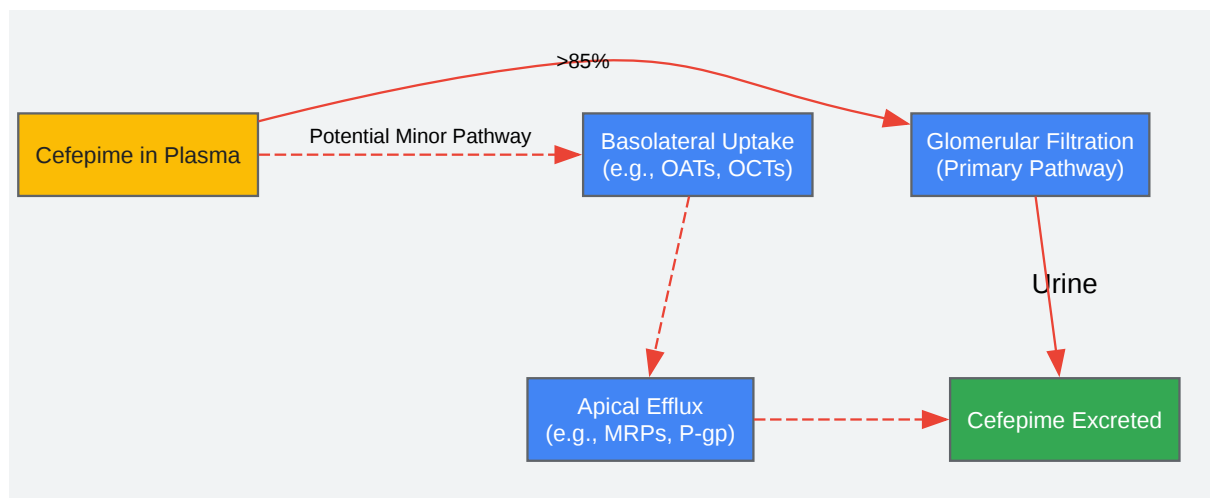 >85%
Cefepime in Plasma
Potential Minor Pathway
Basolateral Uptake
(e.g., OATs, OCTs)
Glomerular Filtration
(Primary Pathway)
Urine
Apical Efflux
(e.g., MRPs, P-gp)
Cefepime Excreted